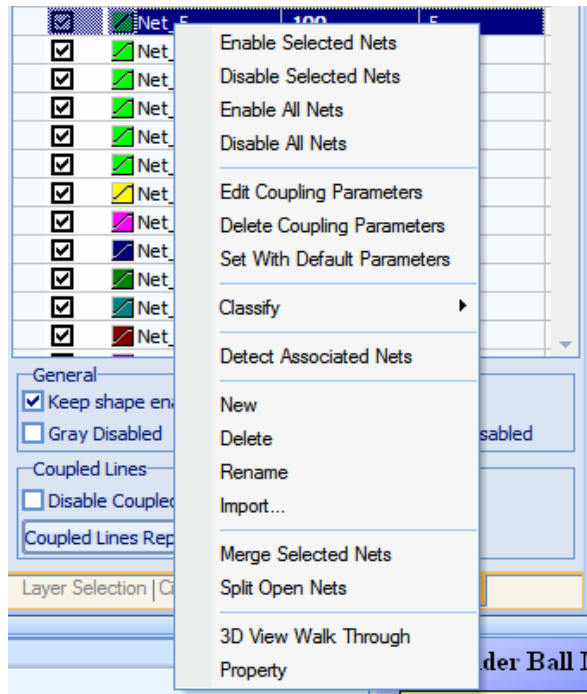 Net_5 100 5
Net_
Net_
Net_
Net_
Net_
Net_
Net_
Net_
Net_
Net_
Net_
Enable Selected Nets
Disable Selected Nets
Enable All Nets
Disable All Nets
Edit Coupling Parameters
Delete Coupling Parameters
Set With Default Parameters
Classify
Detect Associated Nets
New
Delete
Rename
Import...
Merge Selected Nets
Split Open Nets
3D View Walk Through
Property
General
Keep shape ena
Gray Disabled sabled
Coupled Lines
Disable Coupled
Coupled Lines Rep
Layer Selection | Ci
der Ball